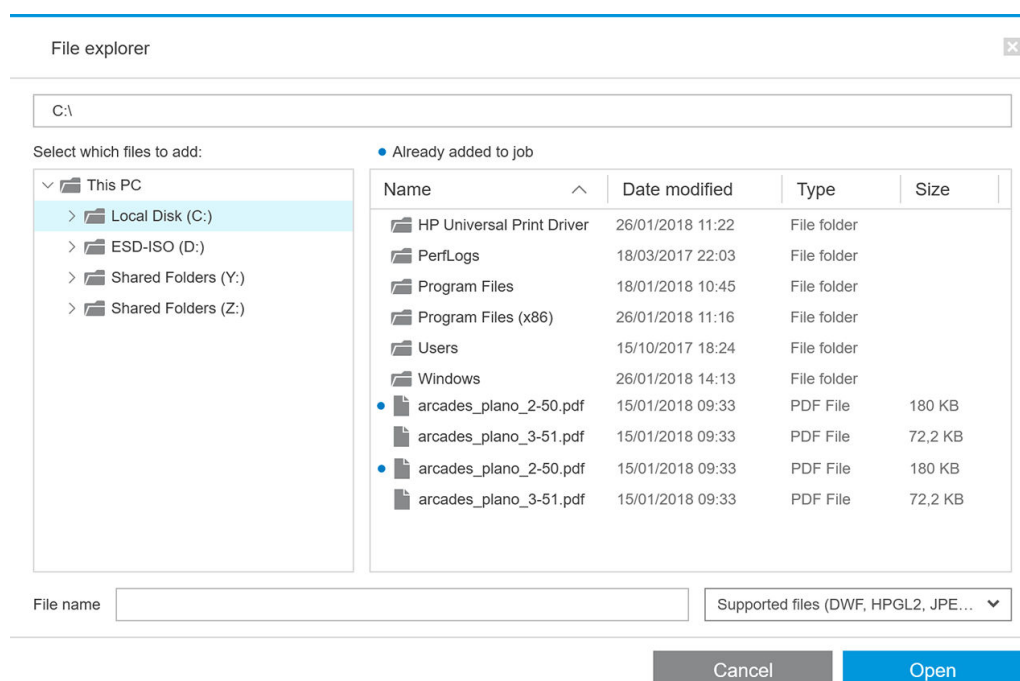 File explorer
C:\
Select which files to add:
Already added to job
This PC
Local Disk (C:)
ESD-ISO (D:)
Shared Folders (Y:)
Shared Folders (Z:)
Name Date modified Type Size
HP Universal Print Driver 26/01/2018 11:22 File folder
PerfLogs 18/03/2017 22:03 File folder
Program Files 18/01/2018 10:45 File folder
Program Files (x86) 26/01/2018 11:16 File folder
Users 15/10/2017 18:24 File folder
Windows 26/01/2018 14:13 File folder
arcades_plano_2-50.pdf 15/01/2018 09:33 PDF File 180 KB
arcades_plano_3-51.pdf 15/01/2018 09:33 PDF File 72,2 KB
arcades_plano_2-50.pdf 15/01/2018 09:33 PDF File 180 KB
arcades_plano_3-51.pdf 15/01/2018 09:33 PDF File 72,2 KB
File name
Supported files (DWF, HPGL2, JPE...
Cancel Open